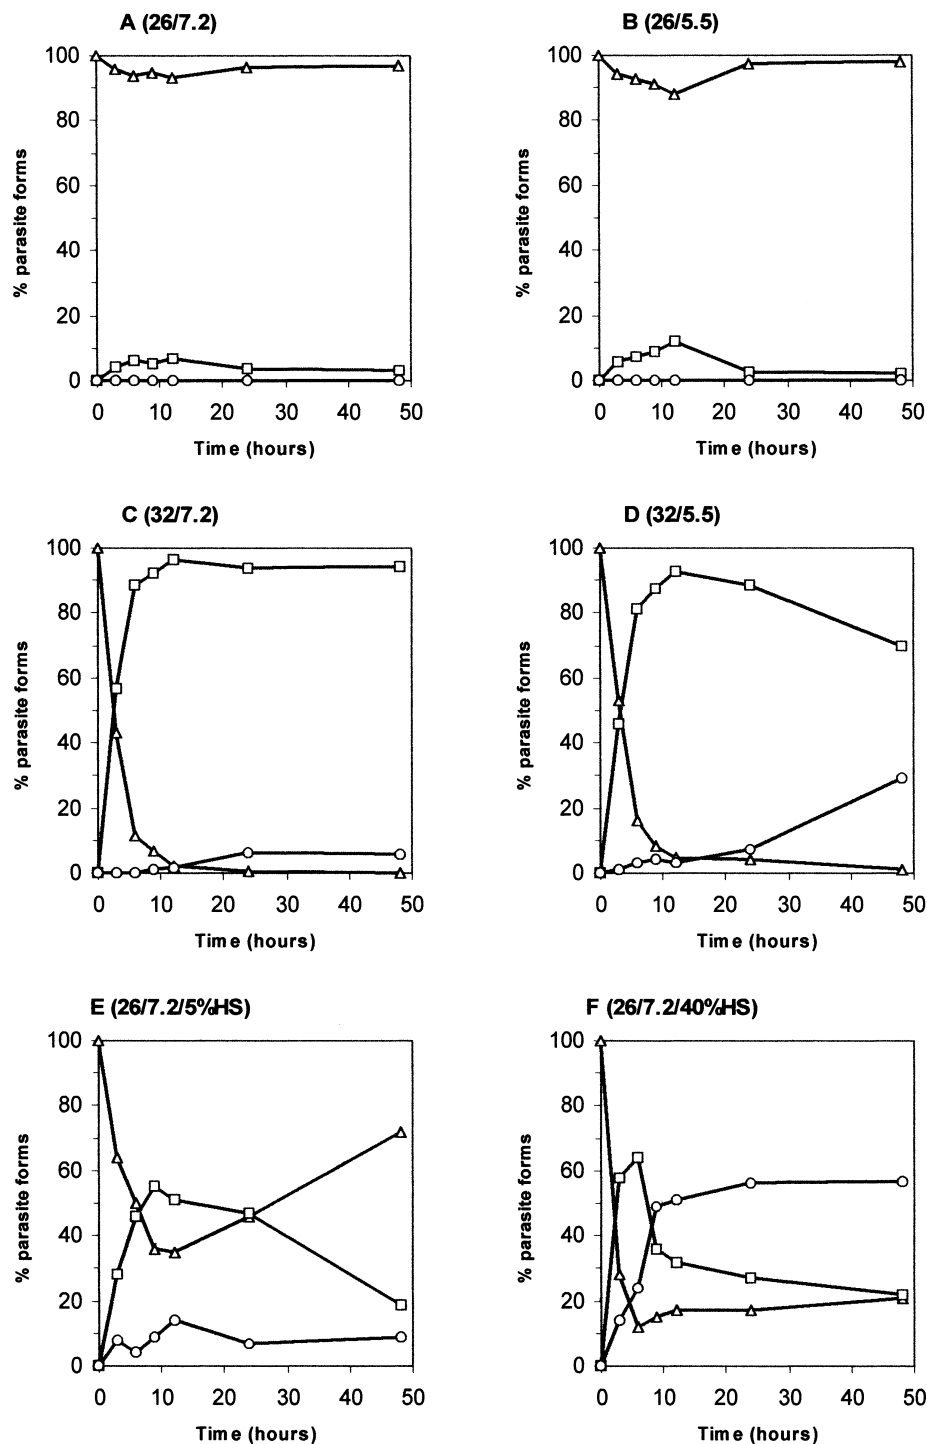 A (26/7.2)
B (26/5.5)
% parasite forms
100
80
60
40
20
0
0 10 20 30 40 50
Time (hours)
% parasite forms
100
80
60
40
20
0
0 10 20 30 40 50
Time (hours)
C (32/7.2)
D (32/5.5)
% parasite forms
100
80
60
40
20
0
0 10 20 30 40 50
Time (hours)
% parasite forms
100
80
60
40
20
0
0 10 20 30 40 50
Time (hours)
E (26/7.2/5%HS)
F (26/7.2/40%HS)
% parasite forms
100
80
60
40
20
0
0 10 20 30 40 50
Time (hours)
% parasite forms
100
80
60
40
20
0
0 10 20 30 40 50
Time (hours)